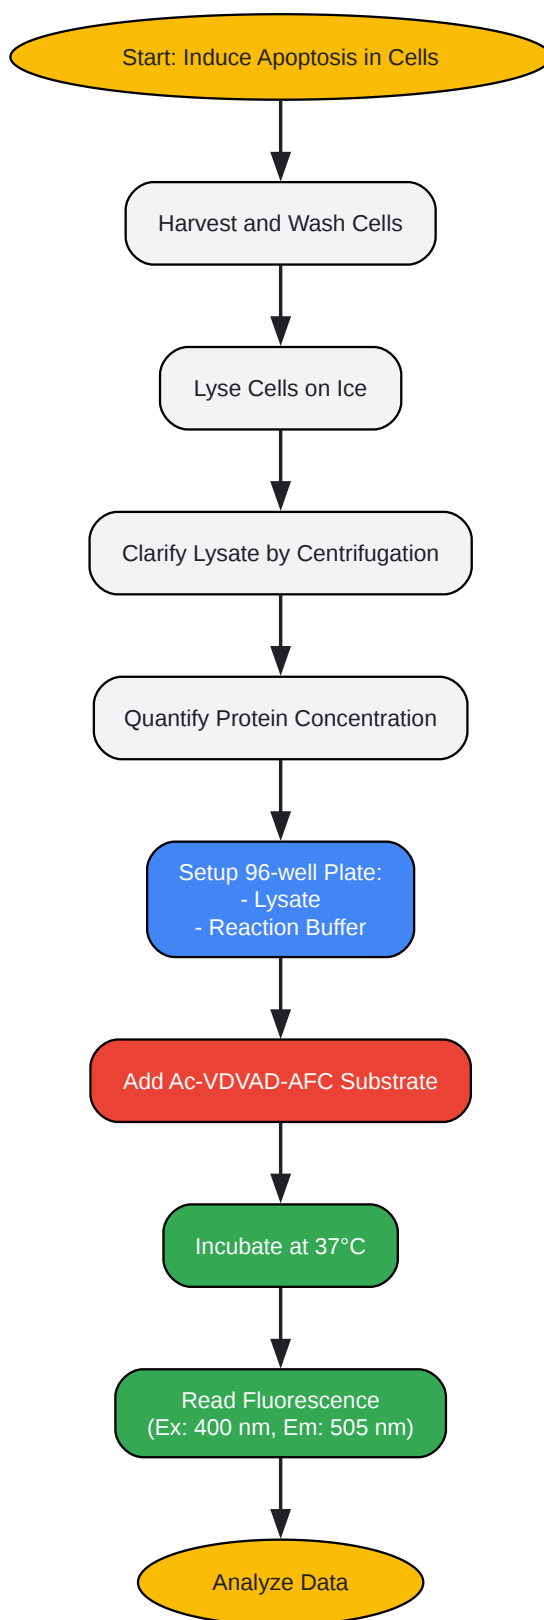 Start: Induce Apoptosis in Cells
Harvest and Wash Cells
Lyse Cells on Ice
Clarify Lysate by Centrifugation
Quantify Protein Concentration
Setup 96-well Plate:
- Lysate
- Reaction Buffer
Add Ac-VDVAD-AFC Substrate
Incubate at 37°C
Read Fluorescence
(Ex: 400 nm, Em: 505 nm)
Analyze Data